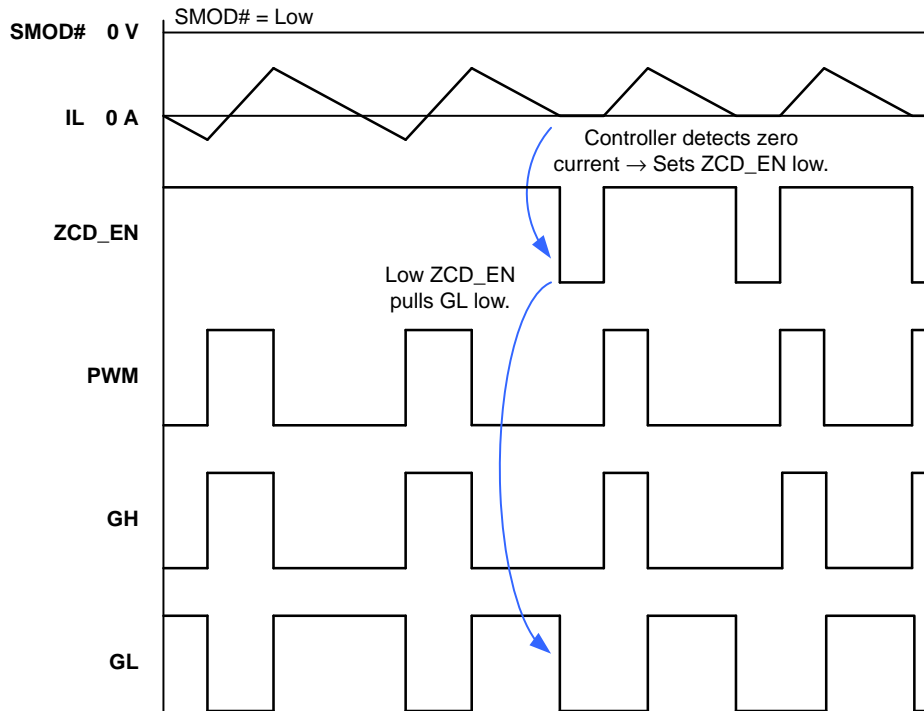 SMOD# = Low
SMOD# 0 V
IL 0 A
Controller detects zero
current → Sets ZCD_EN low.
ZCD_EN
Low ZCD_EN
pulls GL low.
PWM
GH
GL